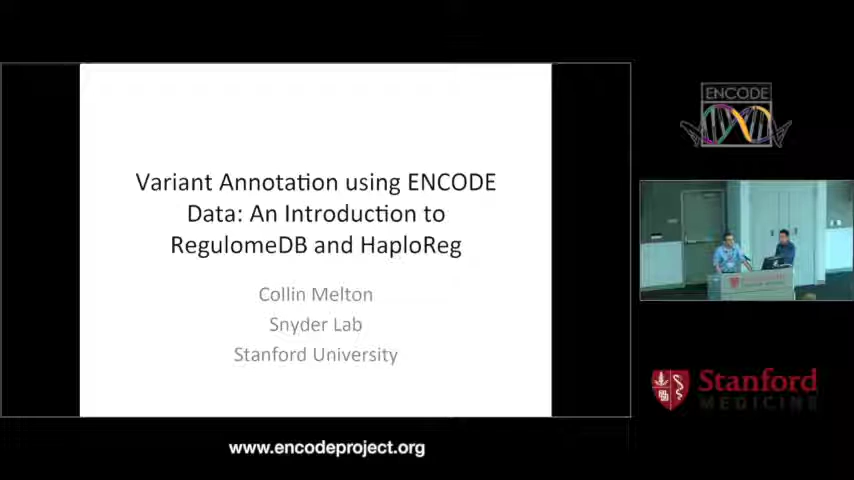 Variant Annotation using ENCODE
Data: An Introduction to
RegulomeDB and HaploReg
Collin Melton
Snyder Lab
Stanford University
ENCODE
Stanford
MEDICINE
www.encodeproject.org